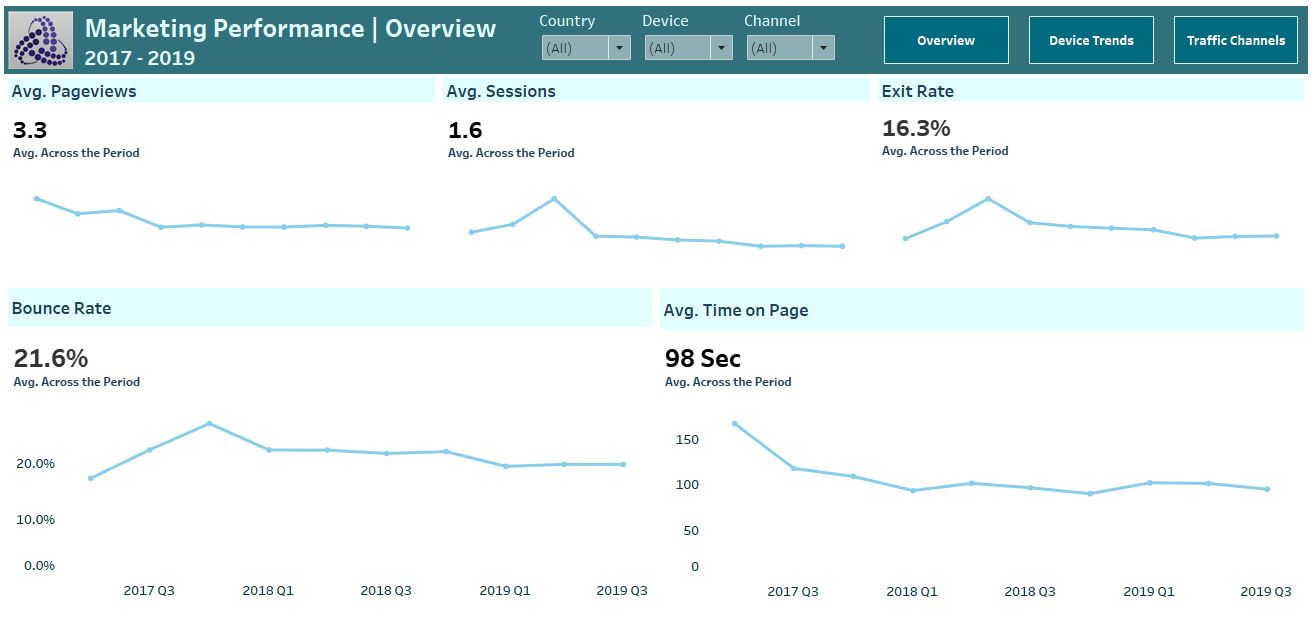 Marketing Performance | Overview
2017 - 2019
Country
Device
Channel
(All)
(All)
(All)
Overview
Device Trends
Traffic Channels
Avg. Pageviews
3.3
Avg. Across the Period
Avg. Sessions
1.6
Avg. Across the Period
Exit Rate
16.3%
Avg. Across the Period
Bounce Rate
21.6%
Avg. Across the Period
20.0%
10.0%
0.0%
2017 Q3
2018 Q1
2018 Q3
2019 Q1
2019 Q3
Avg. Time on Page
98 Sec
Avg. Across the Period
150
100
50
0
2017 Q3
2018 Q1
2018 Q3
2019 Q1
2019 Q3